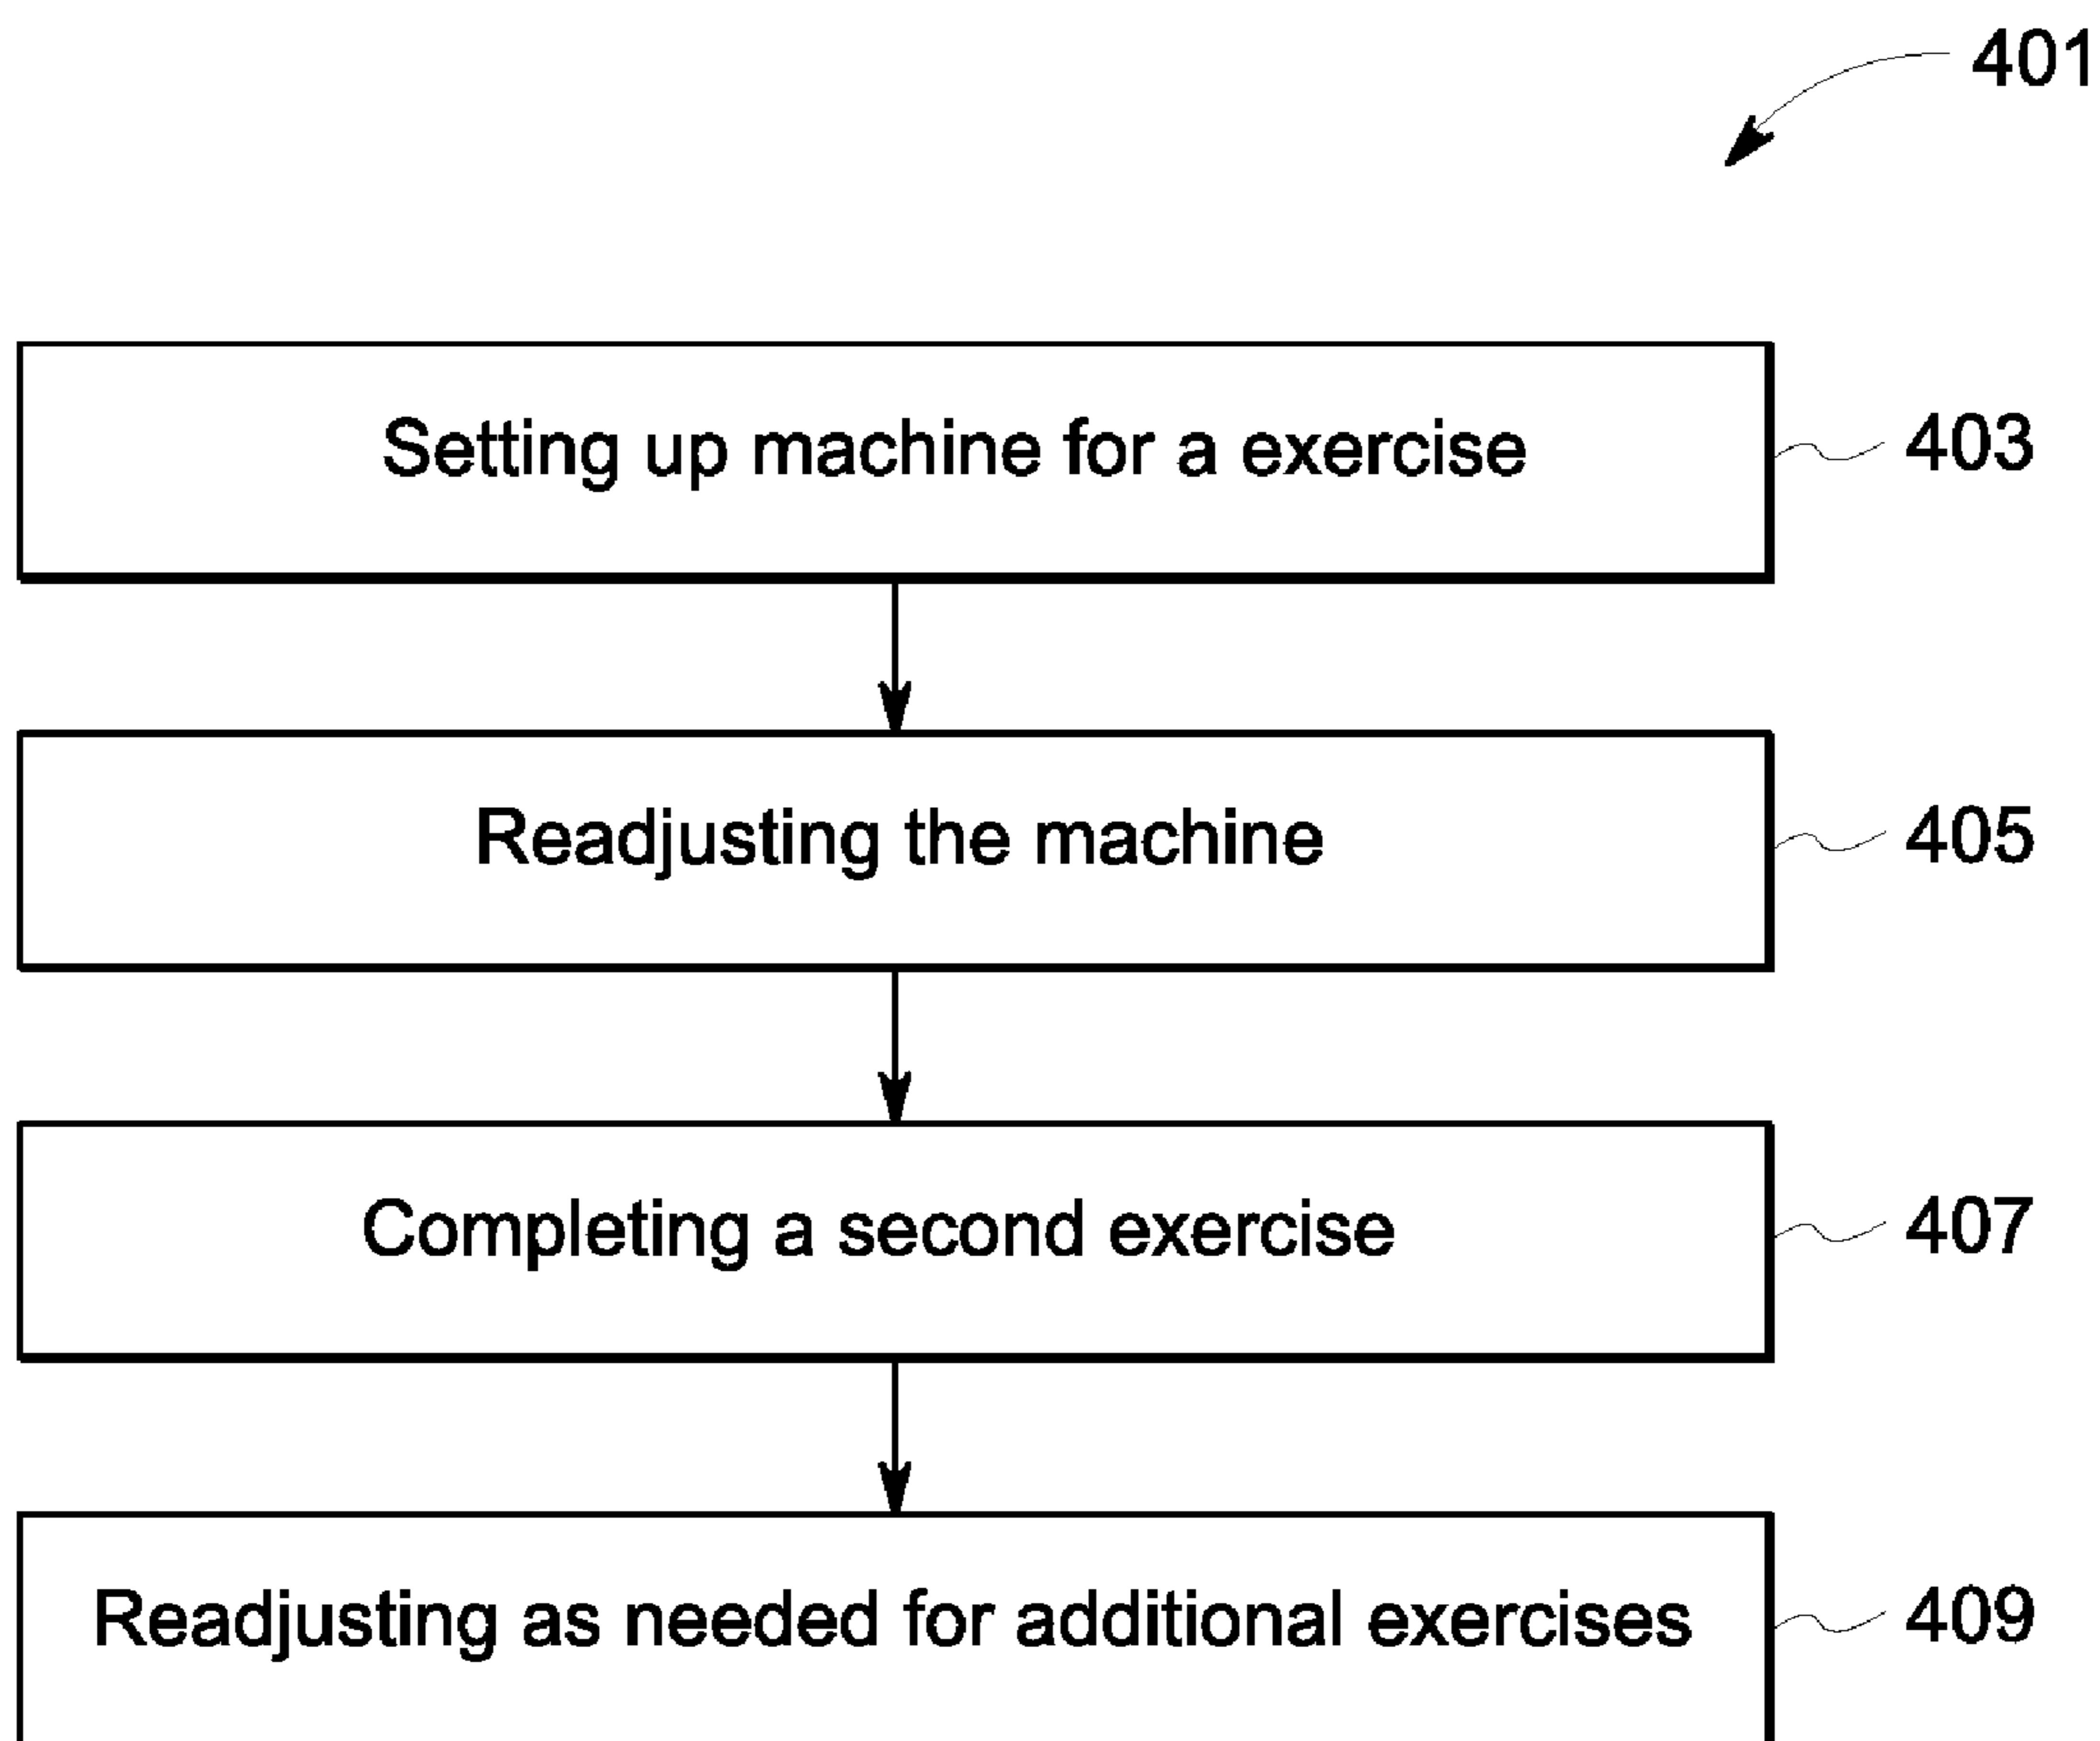 401
Setting up machine for a exercise 403
Readjusting the machine 405
Completing a second exercise 407
Readjusting as needed for additional exercises 409